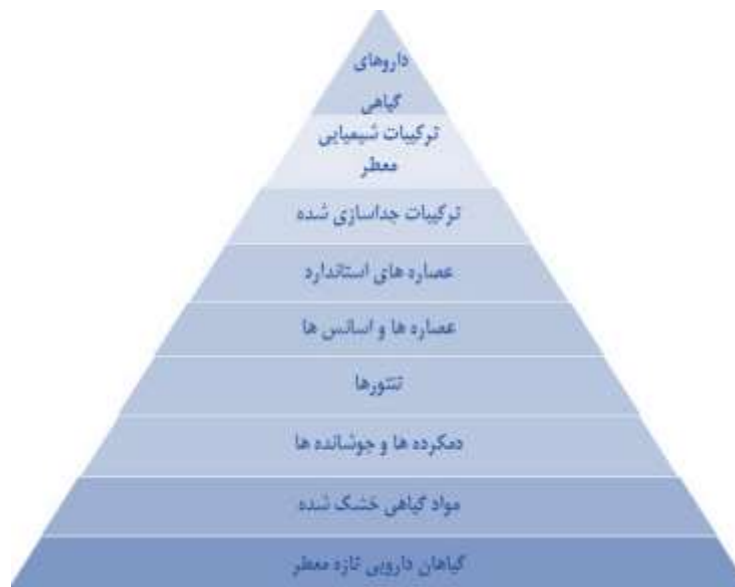 داروهای
گیاهی
ترکیبات شیمیایی
معطر
ترکیبات جداسازی شده
عصاره های استاندارد
عصاره ها و اسانس ها
تنتورها
دمکرده ها و جوشانده ها
مواد گیاهی خشک شده
گیاهان دارویی تازه معطر